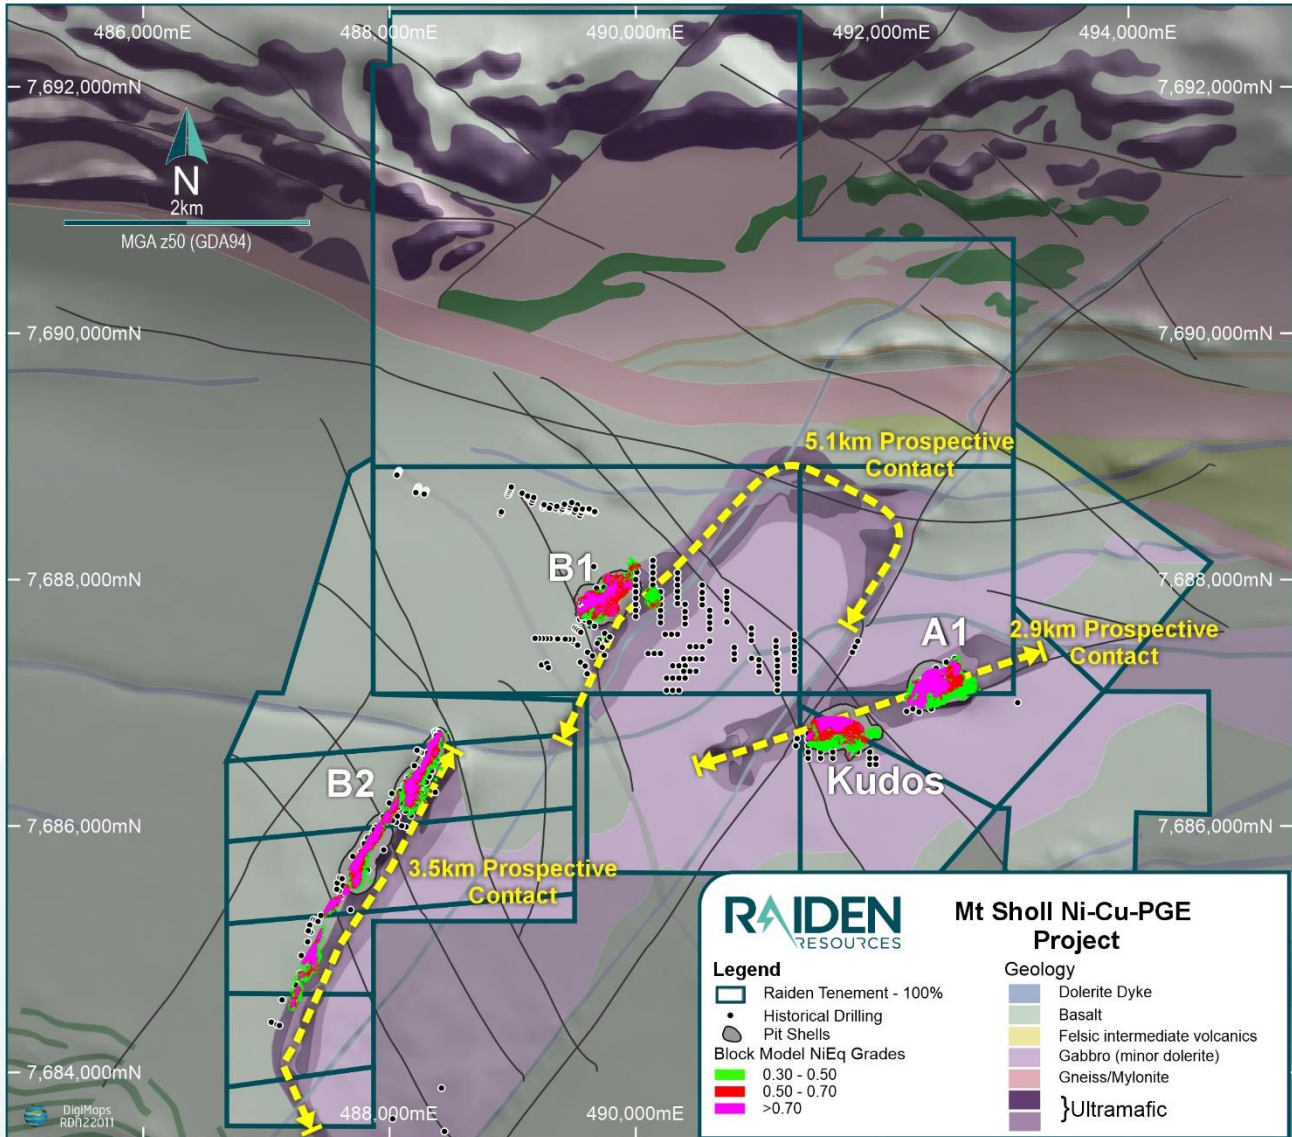 486,000mE
488,000mE
490,000mE
492,000mE
494,000mE
7,692,000mN
7,692,000mN
N
2km
MGA z50 (GDA94)
7,690,000mN
7,690,000mN
5.1km Prospective
Contact
B1
7,688,000mN
7,688,000mN
A1
2.9km Prospective
Contact
B2
Kudos
7,686,000mN
7,686,000mN
3.5km Prospective
Contact
7,684,000mN
488,000mE
490,000mE
DigiMaps
RDN22011
RAIDEN
RESOURCES
Mt Sholl Ni-Cu-PGE
Project
Legend
Raiden Tenement - 100%
Historical Drilling
Pit Shells
Block Model NiEq Grades
0.30 - 0.50
0.50 - 0.70
>0.70
Geology
Dolerite Dyke
Basalt
Felsic intermediate volcanics
Gabbro (minor dolerite)
Gneiss/Mylonite
}Ultramafic